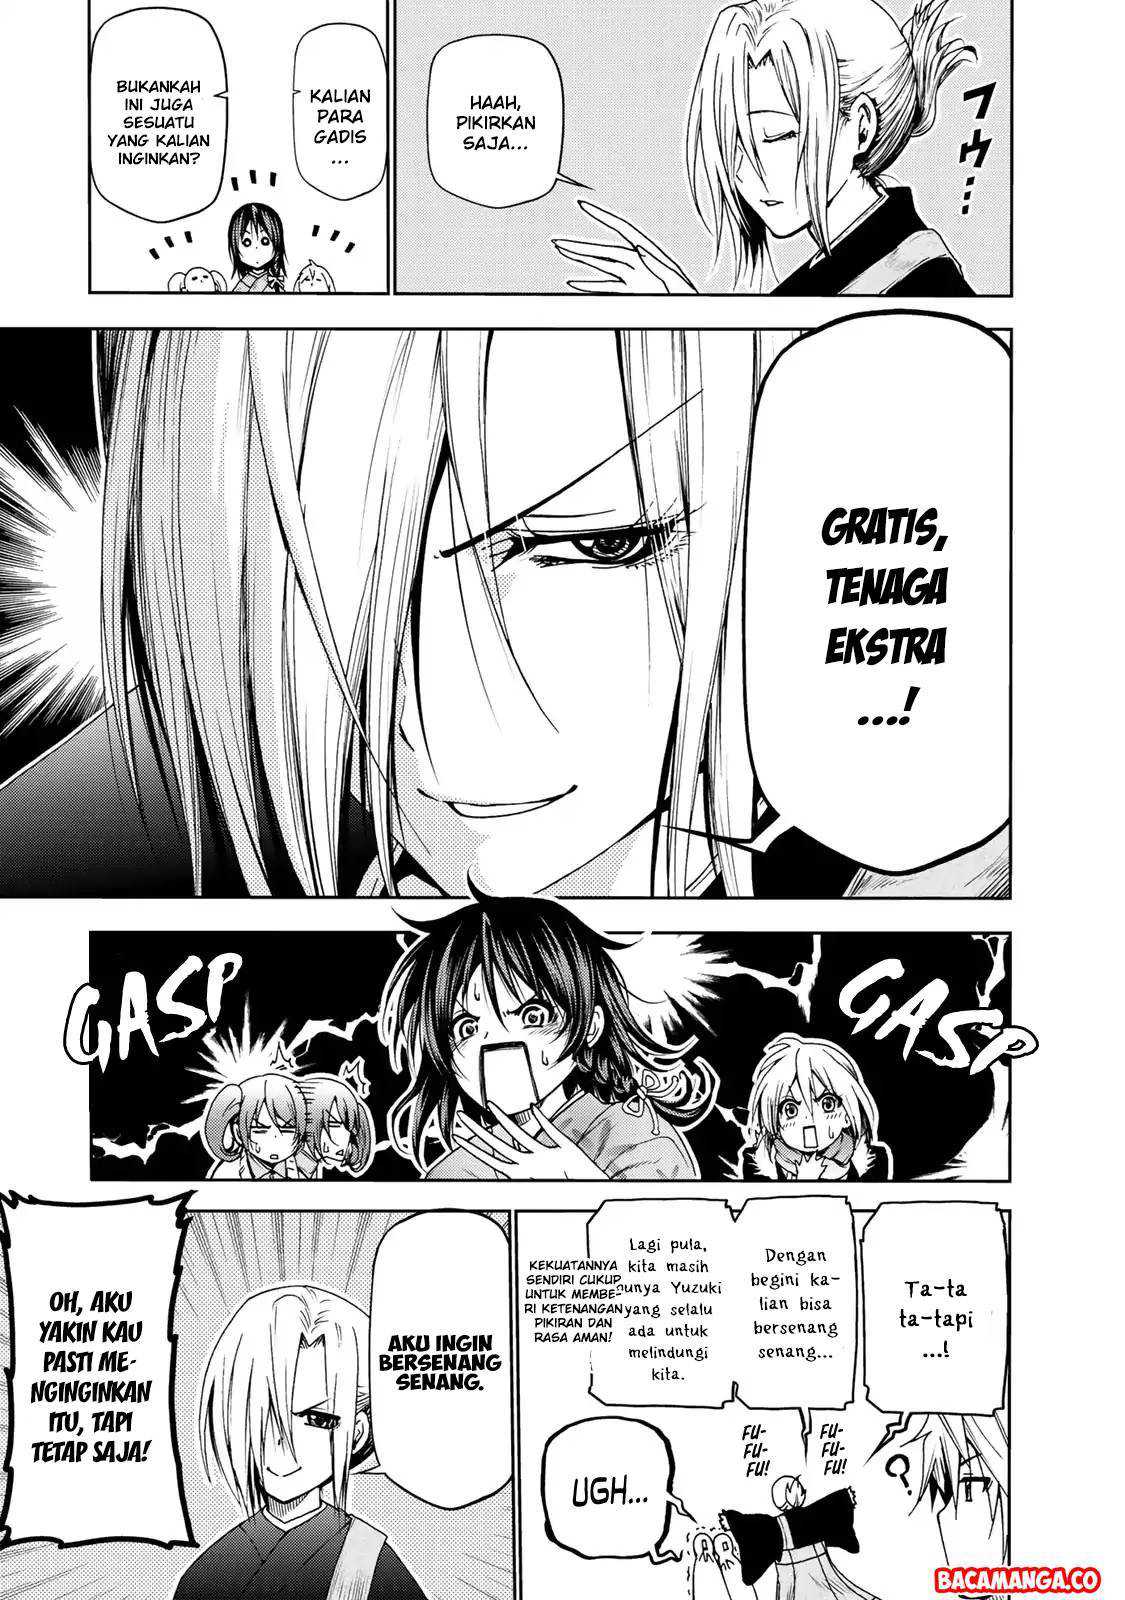 HAAH,
PIKIRKAN
SAJA...
フゥ…
KALIAN
PARA
GADIS
...
BUKANKAH
INI JUGA
SESUATU
YANG KALIAN
INGINKAN?
GRATIS,
TENAGA
EKSTRA
....!
GASP
GASP
Ta-ta
ta-tapi
...!
Dengan
begini ka-
lian bisa
bersenang
senang...
Lagi pula,
kita masih
unya Yuzuki
yang selalu
ada untuk
melindungi
kita.
KEKUATANNYA
SENDIRI CUKUP
UNTUK MEMBE-
RI KETENANGAN
PIKIRAN DAN
RASA AMAN!
FU-
FU-
FU!
FU-
FU-
FU!
?
UGH...
AKU INGIN
BERSENANG
SENANG.
OH, AKU
YAKIN KAU
PASTI ME-
NGINGINKAN
ITU, TAPI
TETAP SAJA!
BACAMANGA.CO